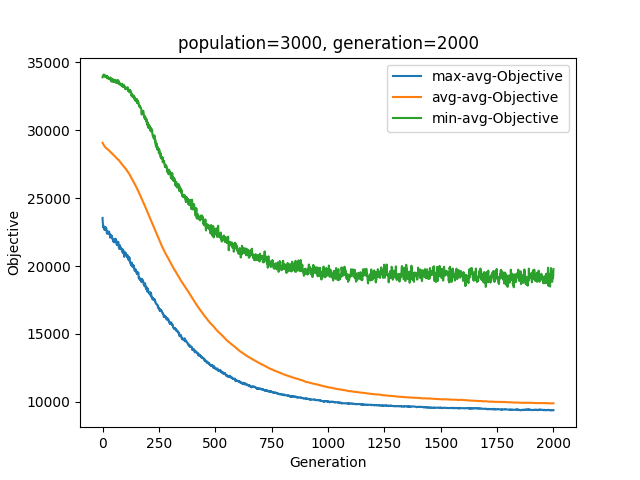 population=3000, generation=2000
35000
30000
25000
20000
15000
10000
Objective
max-avg-Objective
avg-avg-Objective
min-avg-Objective
0 250 500 750 1000 1250 1500 1750 2000
Generation